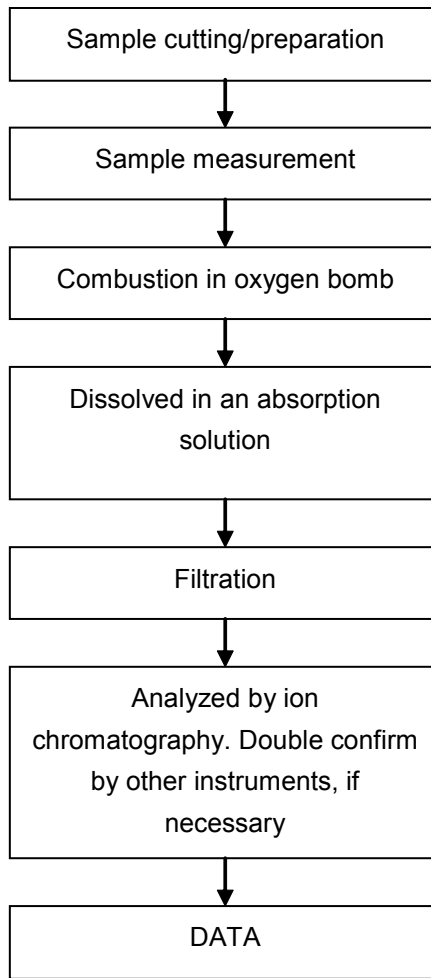 Sample cutting/preparation
Sample measurement
Combustion in oxygen bomb
Dissolved in an absorption
solution
Filtration
Analyzed by ion
chromatography. Double confirm
by other instruments, if
necessary
DATA